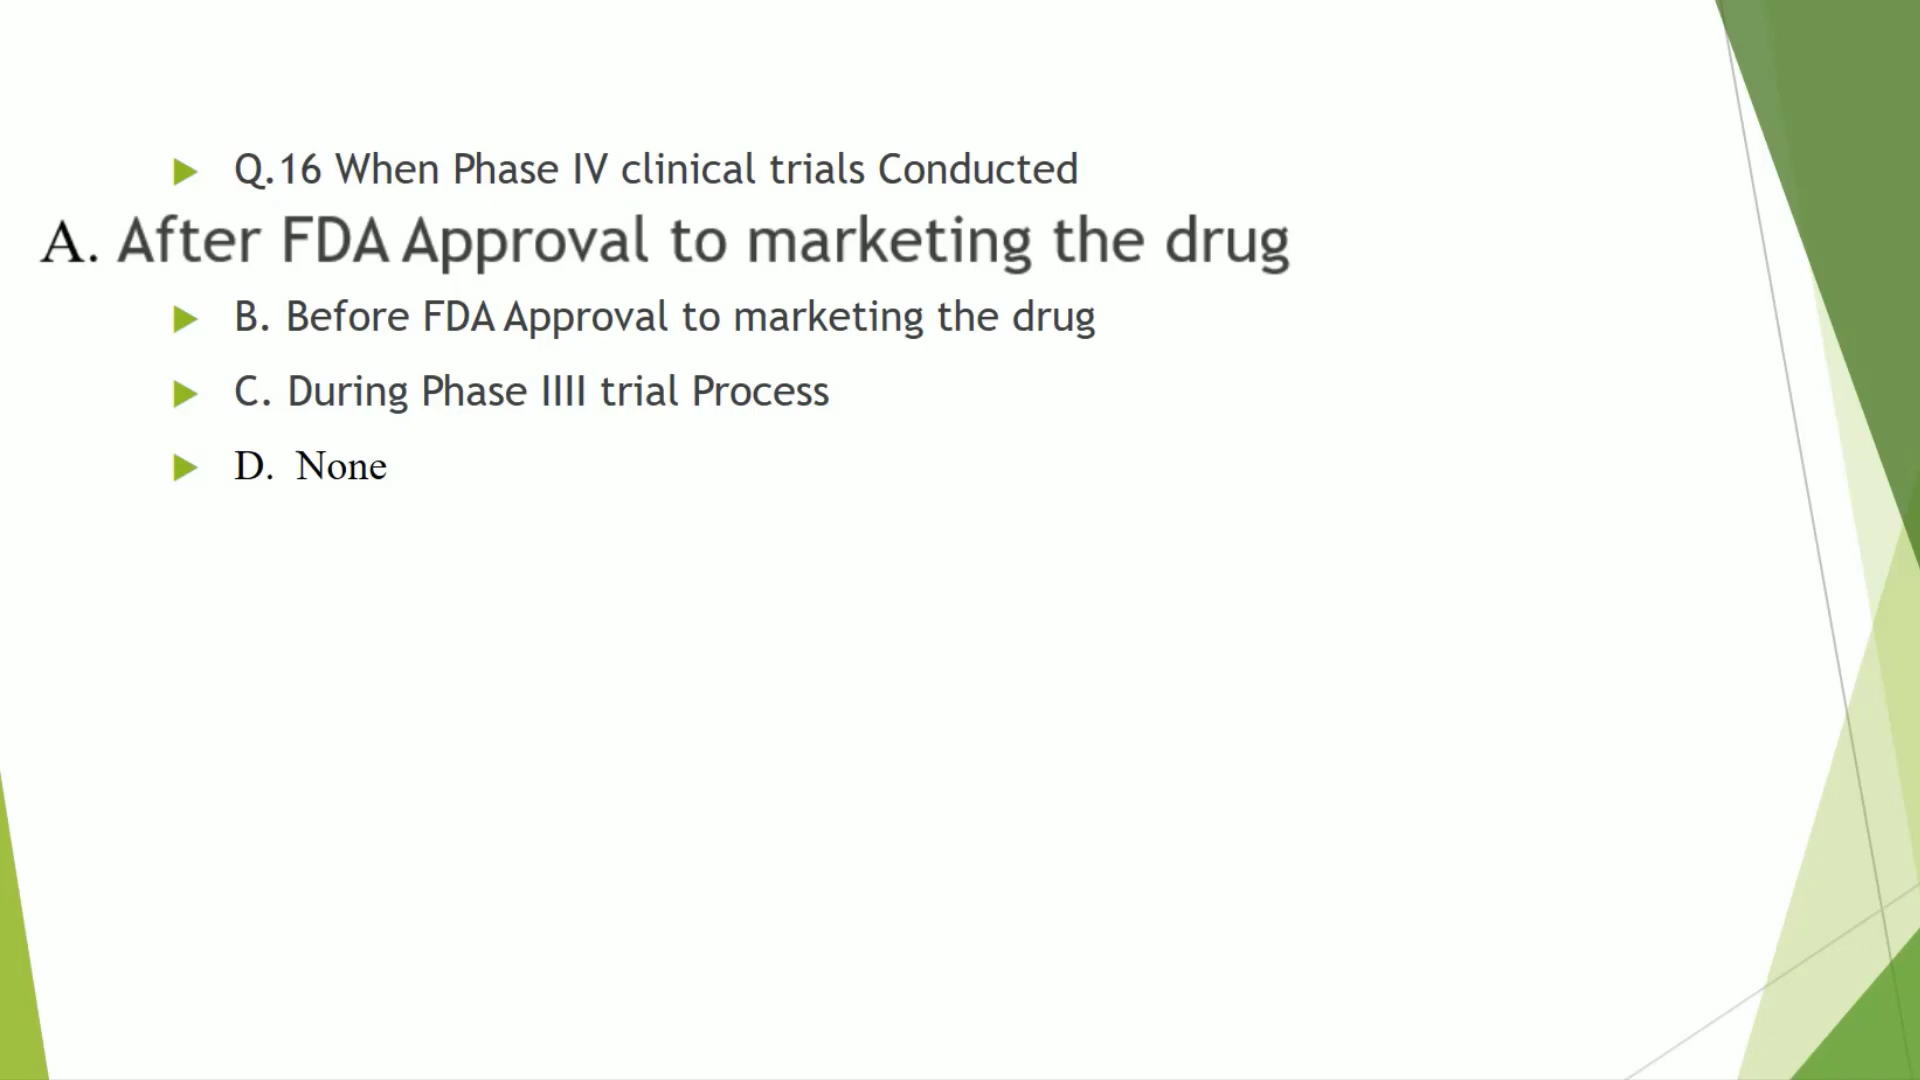 Q.16 When Phase IV clinical trials Conducted
A. After FDA Approval to marketing the drug
B. Before FDA Approval to marketing the drug
C. During Phase IIII trial Process
D. None